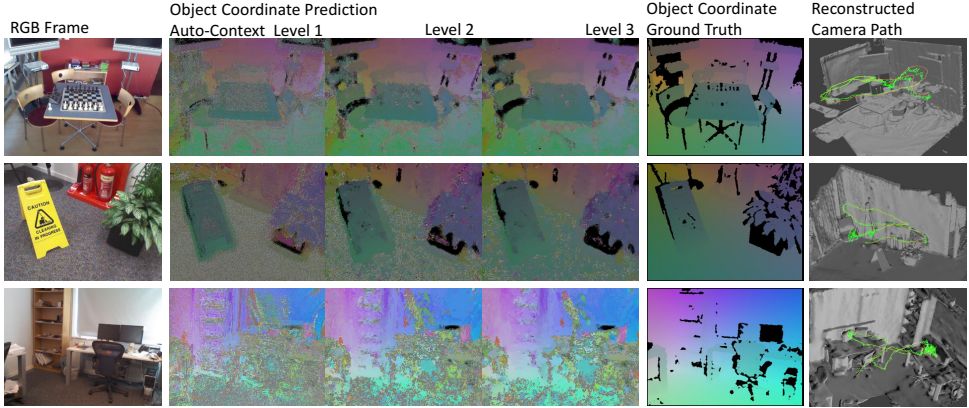 RGB Frame
Object Coordinate Prediction
Auto-Context Level 1
Level 2
Level 3
Object Coordinate
Ground Truth
Reconstructed
Camera Path
CAUTION
CLEANING
IN PROGRESS